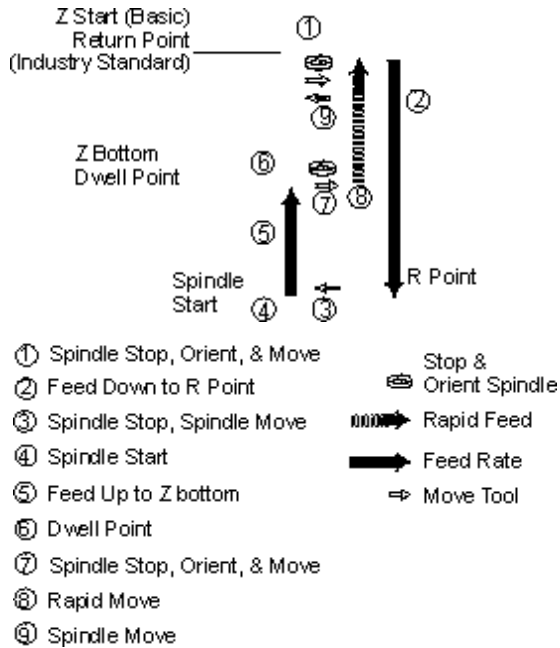 Z Start (Basic)
Return Point
(Industry Standard)
①
②
⑨
Z Bottom
Dwell Point
⑥
⑦
⑧
⑤
R Point
Spindle
Start
④
③
① Spindle Stop, Orient, & Move
② Feed Down to R Point
③ Spindle Stop, Spindle Move
④ Spindle Start
⑤ Feed Up to Z bottom
⑥ Dwell Point
⑦ Spindle Stop, Orient, & Move
⑧ Rapid Move
⑨ Spindle Move
Stop &
Orient Spindle
Rapid Feed
Feed Rate
Move Tool